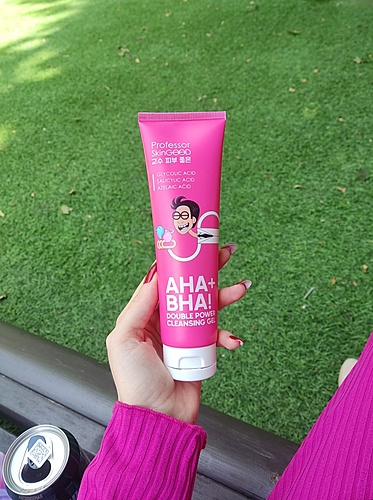 Professor
SkinGOOD
교수 피부 좋은
GLYCOLIC ACID
SALICYLIC ACID
AZELAIC ACID
AHA+
BHA!
DOUBLE POWER
CLEANSING GEL